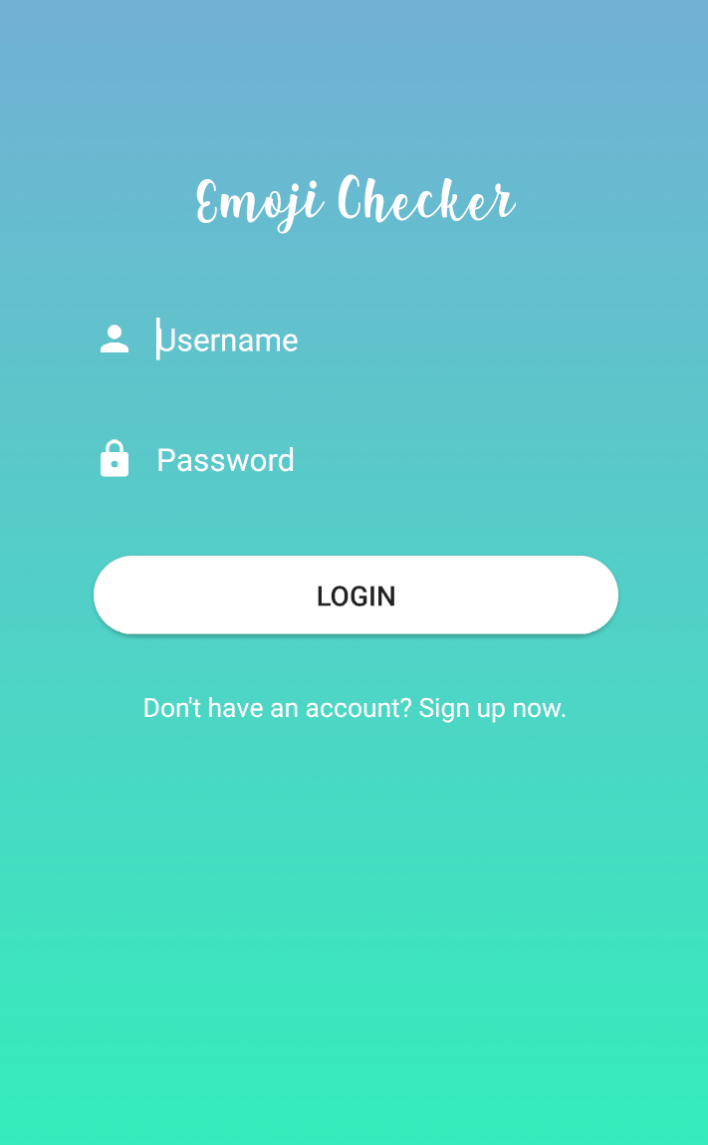 Emoji Checker
Username
Password
LOGIN
Don't have an account? Sign up now.